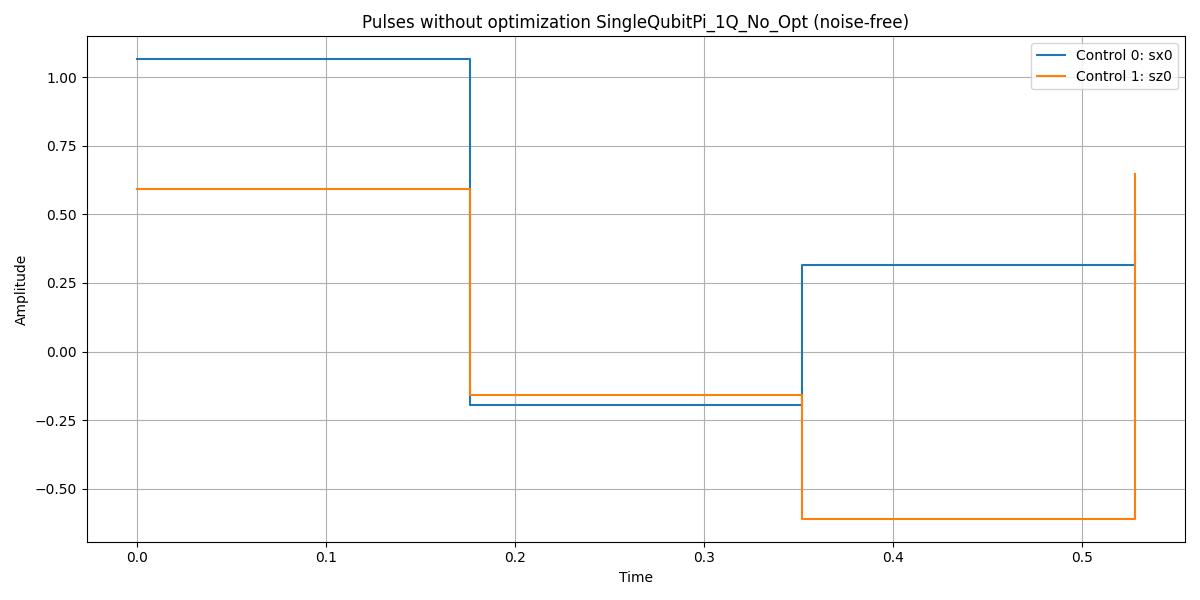 Pulses without optimization SingleQubitPi_1Q_No_Opt (noise-free)
Control 0: sx0
Control 1: sz0
Amplitude
1.00
0.75
0.50
0.25
0.00
−0.25
−0.50
0.0 0.1 0.2 0.3 0.4 0.5
Time